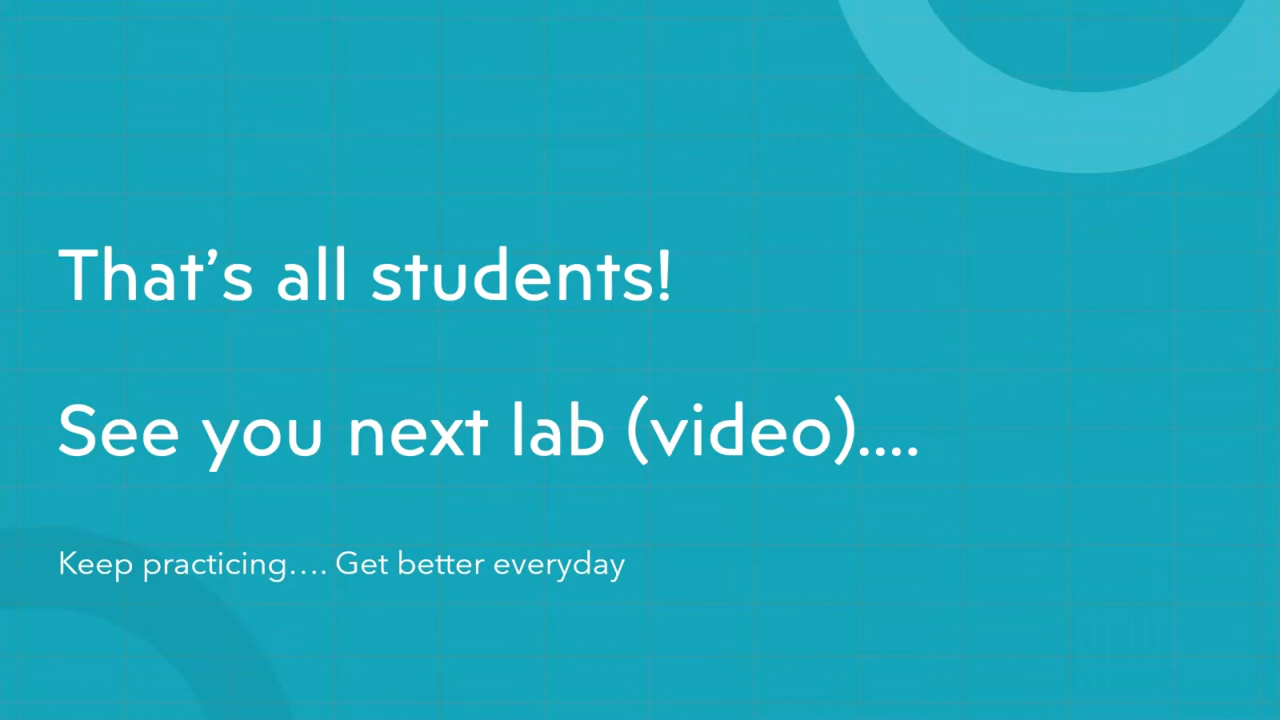 That’s all students!
See you next lab (video)....
Keep practicing.... Get better everyday